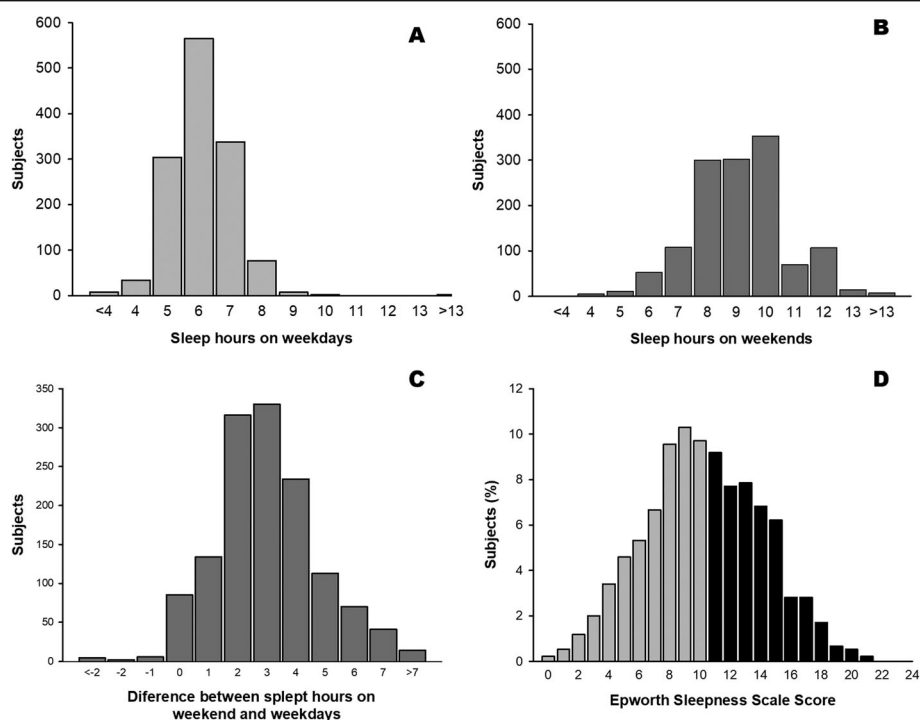 A
600
500
400
300
200
100
0
Subjects
<4 4 5 6 7 8 9 10 11 12 13 >13
Sleep hours on weekdays
B
600
500
400
300
200
100
0
Subjects
<4 4 5 6 7 8 9 10 11 12 13 >13
Sleep hours on weekends
C
350
300
250
200
150
100
50
0
Subjects
<-2 -2 -1 0 1 2 3 4 5 6 7 >7
Diference between splept hours on
weekend and weekdays
D
12
10
8
6
4
2
0
Subjects (%)
0 2 4 6 8 10 12 14 16 18 20 22 24
Epworth Sleepness Scale Score